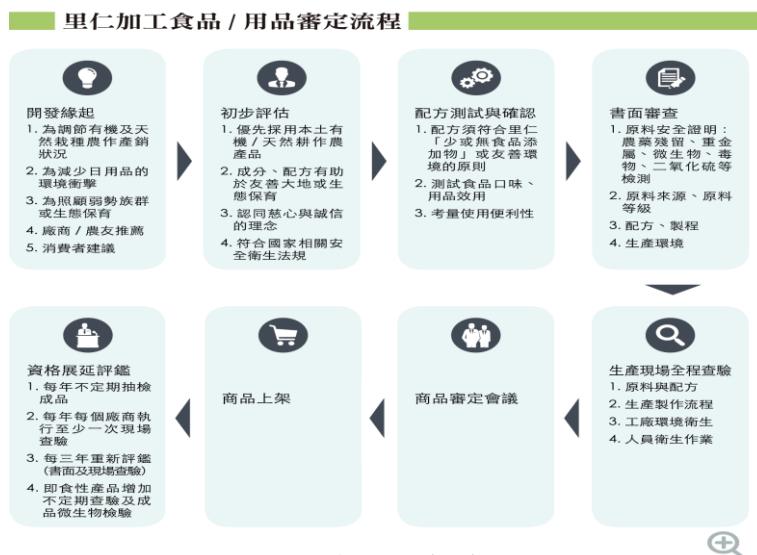 里仁加工食品 / 用品審定流程
開發緣起
1. 為調節有機及天
然栽種農作產銷
狀況
2. 為減少日用品的
環境衝擊
3. 為照顧弱勢族群
或生態保育
4. 廠商 / 農友推薦
5. 消費者建議
初步評估
1. 優先採用本土有
機 / 天然耕作農
產品
2. 成分、配方有助
於友善大地或生
態保育
3. 認同慈心與誠信
的理念
4. 符合國家相關安
全衛生法規
配方測試與確認
1. 配方須符合里仁
「少或無食品添
加物」或友善環
境的原則
2. 測試食品口味、
用品效用
3. 考量使用便利性
書面審查
1. 原料安全證明：
農藥殘留、重金
屬、微生物、毒
物、二氧化硫等
檢測
2. 原料來源、原料
等級
3. 配方、製程
4. 生產環境
生產現場全程查驗
1. 原料與配方
2. 生產製作流程
3. 工廠環境衛生
4. 人員衛生作業
商品審定會議
商品上架
資格展延評鑑
1. 每年不定期抽檢
成品
2. 每年每個廠商執
行至少一次現場
查驗
3. 每三年重新評鑑
(書面及現場查驗)
4. 即食性產品增加
不定期查驗及成
品微生物檢驗